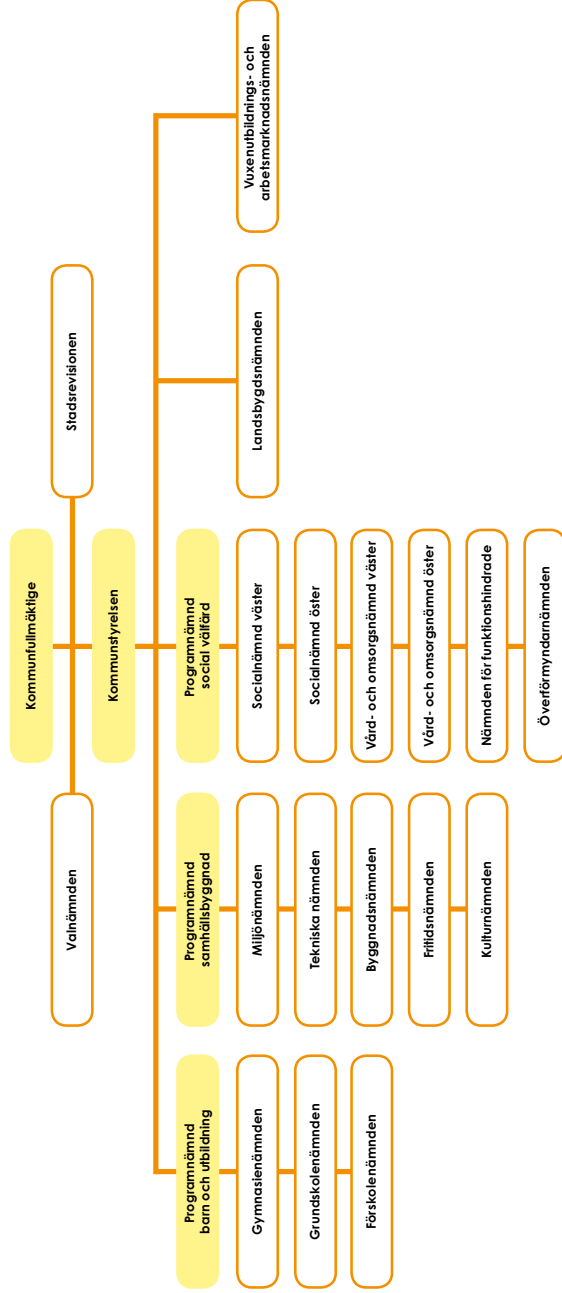 Kommunfullmäktige
Valnämnden
Stadsrevisionen
Kommunstyrelsen
Programnämnd
barn och utbildning
Gymnasienämnden
Grundskolenämnden
Förskolenämnden
Programnämnd
samhällsbyggnad
Miljönämnden
Tekniska nämnden
Byggnadsnämnden
Fritidsnämnden
Kulturnämnden
Programnämnd
social välfärd
Socialnämnd väster
Socialnämnd öster
Vård- och omsorgsnämnd väster
Vård- och omsorgsnämnd öster
Nämnden för funktionshindrade
Överförmyndarnämnden
Landsbygdsnämnden
Vuxenutbildnings- och
arbetsmarknadsnämnden